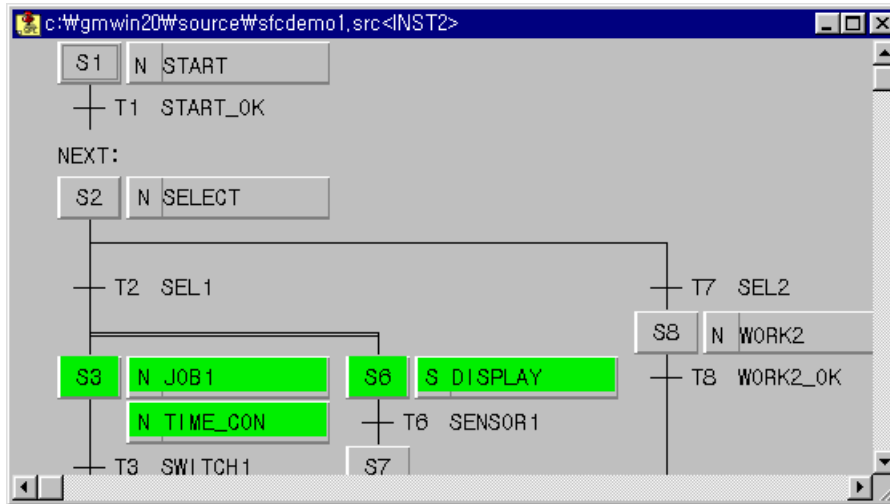 c:₩gmwin20₩source₩sfcdemo1,src<INST2>
S1 N START
T1 START_OK
NEXT:
S2 N SELECT
T2 SEL1 T7 SEL2
S8 N WORK2
S3 N JOB1 S6 S DISPLAY T8 WORK2_OK
N TIME_CON T6 SENSOR1
T3 SWITCH1 S7